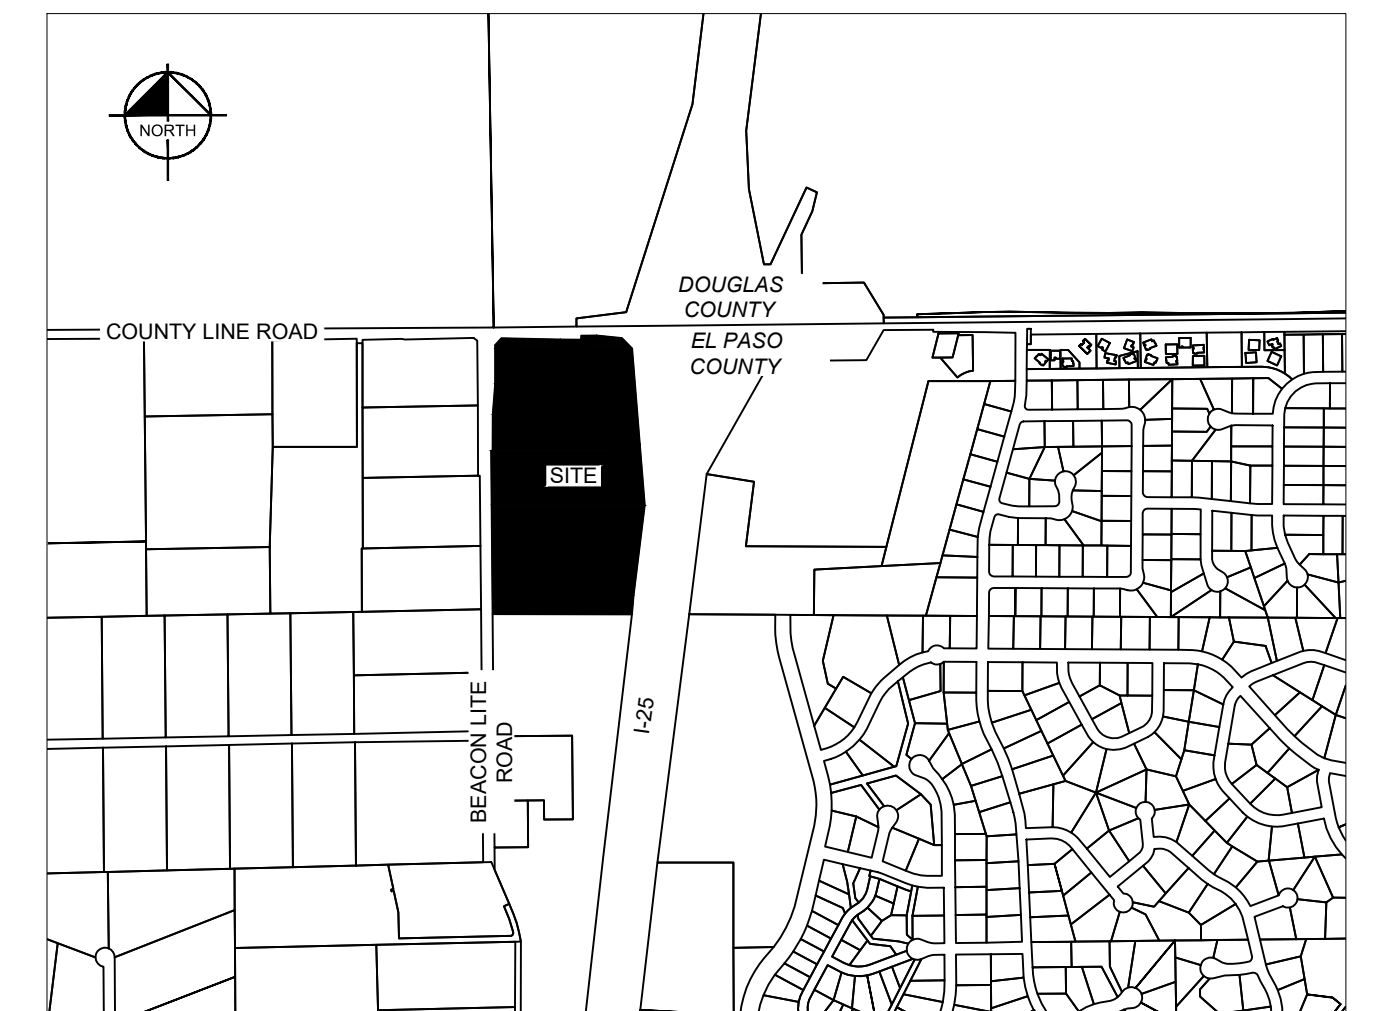 NORTH
DOUGLAS
COUNTY
COUNTY LINE ROAD
EL PASO
COUNTY
SITE
I-25
BEACON LITE
ROAD